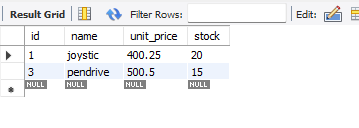 Result Grid Filter Rows: Edit:
id name unit_price stock
1 joystic 400.25 20
3 pendrive 500.5 15
NULL NULL NULL NULL